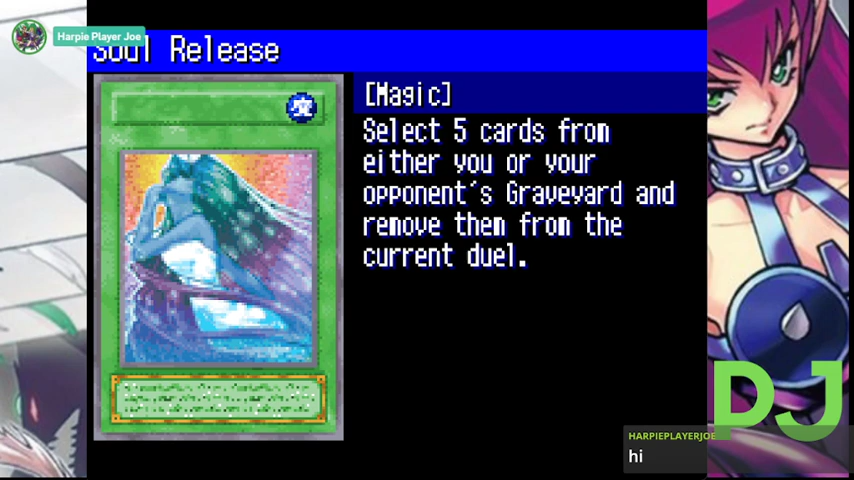 Harpie Player Joe
Soul Release
[Magic]
Select 5 cards from
either you or your
opponent's Graveyard and
remove them from the
current duel.
DJ
HARPIEPLAYERJOE
hi